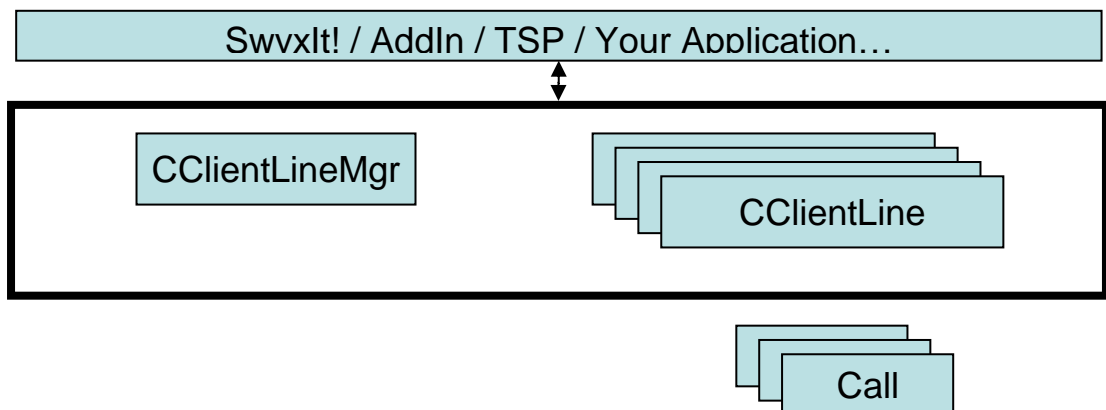 SwyxIt! / AddIn / TSP / Your Application…
CClientLineMgr
CClientLine
Call